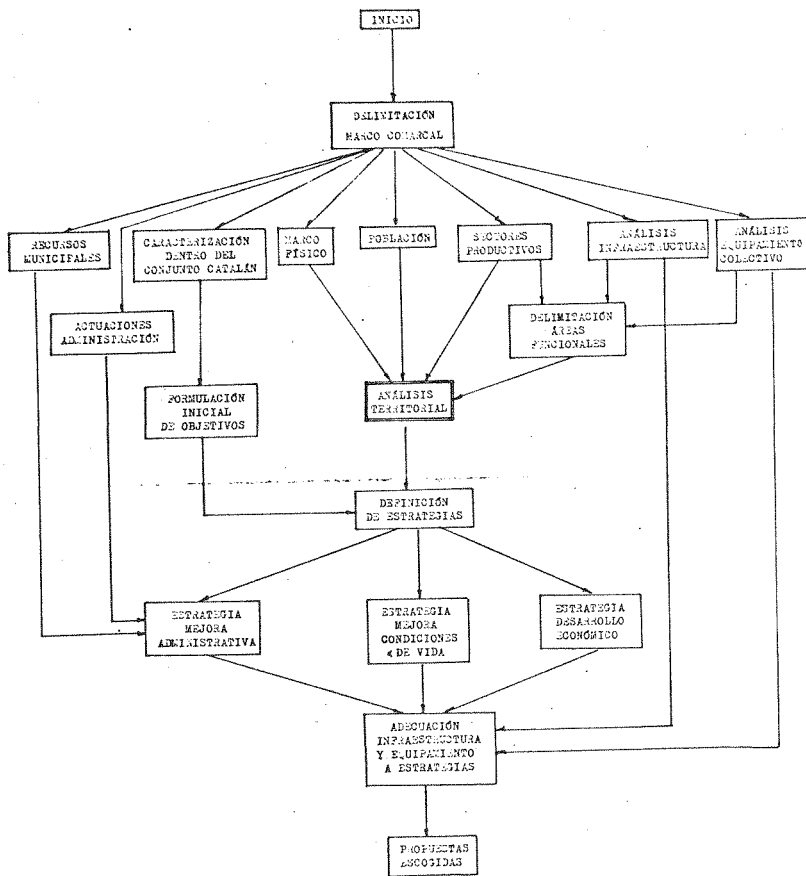 INICIO
DELIMITACIÓN
MARCO COMARCAL
RECURSOS
MUNICIPALES
CARACTERIZACIÓN
DENTRO DEL
CONJUNTO CATALÁN
MARCO
FÍSICO
POBLACIÓN
SECTORES
PRODUCTIVOS
ANÁLISIS
INFRAESTRUCTURA
ANÁLISIS
EQUIPAMIENTO
COLECTIVO
ACTUACIONES
ADMINISTRACIÓN
DELIMITACIÓN
ÁREAS
FUNCIONALES
FORMULACIÓN
INICIAL
DE OBJETIVOS
ANÁLISIS
TERRITORIAL
DEFINICIÓN
DE ESTRATEGIAS
ESTRATEGIA
MEJORA
ADMINISTRATIVA
ESTRATEGIA
MEJORA
CONDICIONES
DE VIDA
ESTRATEGIA
DESARROLLO
ECONÓMICO
ADECUACIÓN
INFRAESTRUCTURA
Y EQUIPAMIENTO
A ESTRATEGIAS
PROPUESTAS
ESCOGIDAS